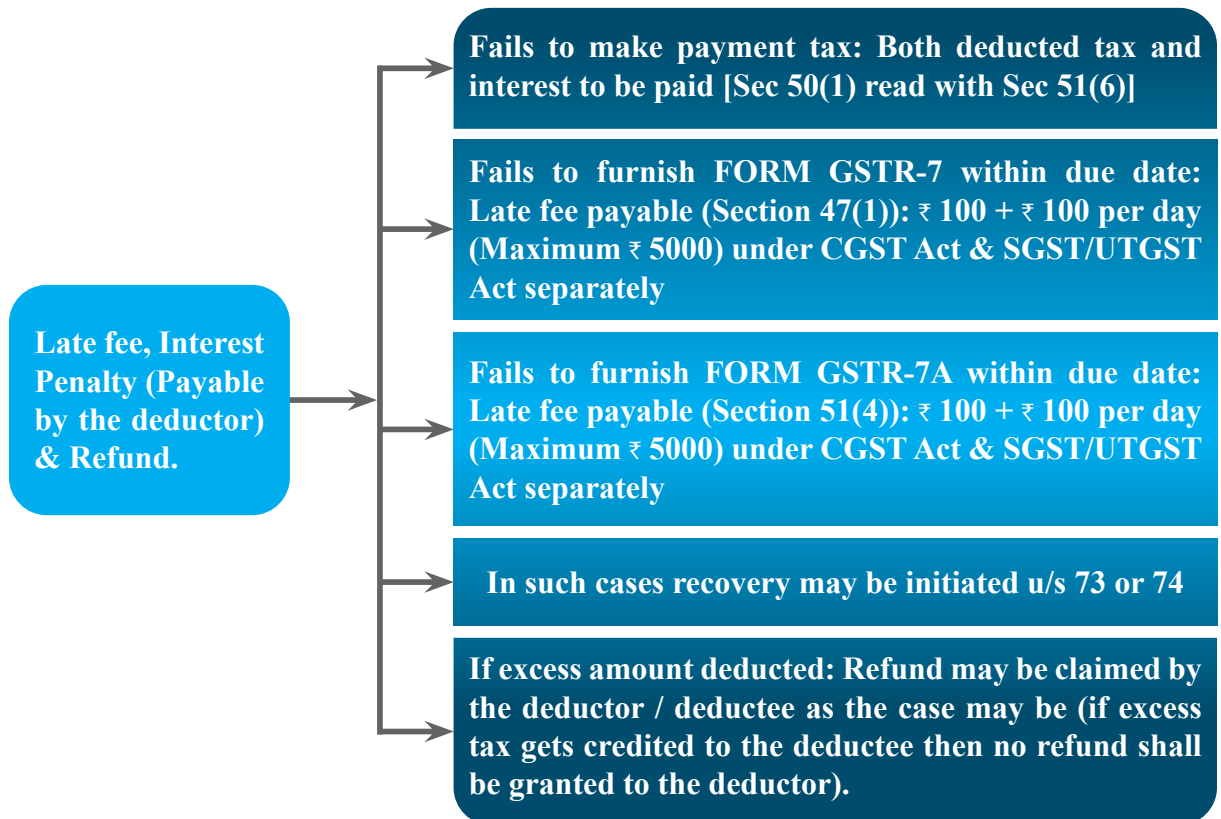 Fails to make payment tax: Both deducted tax and
interest to be paid [Sec 50(1) read with Sec 51(6)]
Fails to furnish FORM GSTR-7 within due date:
Late fee payable (Section 47(1)): ₹ 100 + ₹ 100 per day
(Maximum ₹ 5000) under CGST Act & SGST/UTGST
Act separately
Late fee, Interest
Penalty (Payable
by the deductor)
& Refund.
Fails to furnish FORM GSTR-7A within due date:
Late fee payable (Section 51(4)): ₹ 100 + ₹ 100 per day
(Maximum ₹ 5000) under CGST Act & SGST/UTGST
Act separately
In such cases recovery may be initiated u/s 73 or 74
If excess amount deducted: Refund may be claimed by
the deductor / deductee as the case may be (if excess
tax gets credited to the deductee then no refund shall
be granted to the deductor).